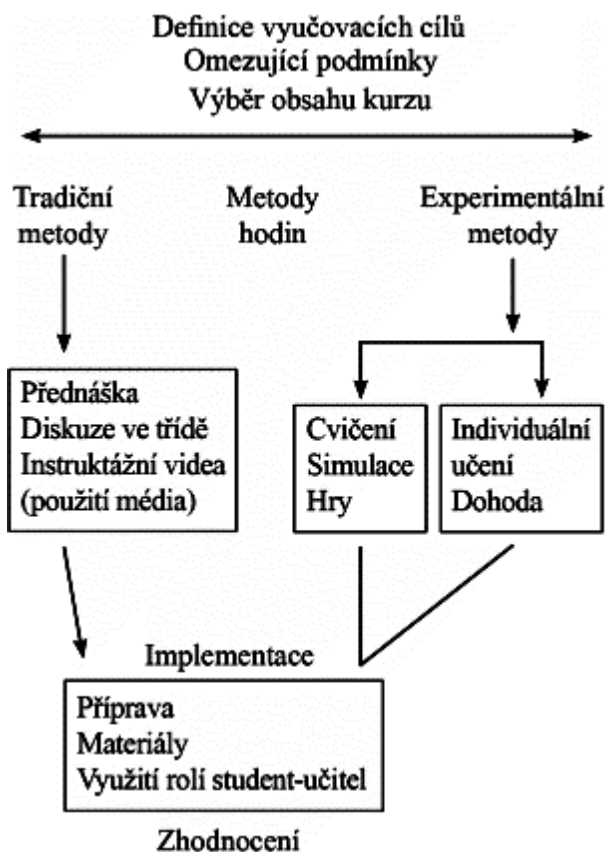 Definice vyučovacích cílů
Omezující podmínky
Výběr obsahu kurzu
Tradiční
metody
Metody
hodin
Experimentální
metody
Přednáška
Diskuze ve třídě
Instruktážní videa
(použití média)
Cvičení
Simulace
Hry
Individuální
učení
Dohoda
Implementace
Příprava
Materiály
Využití rolí student-učitel
Zhodnocení